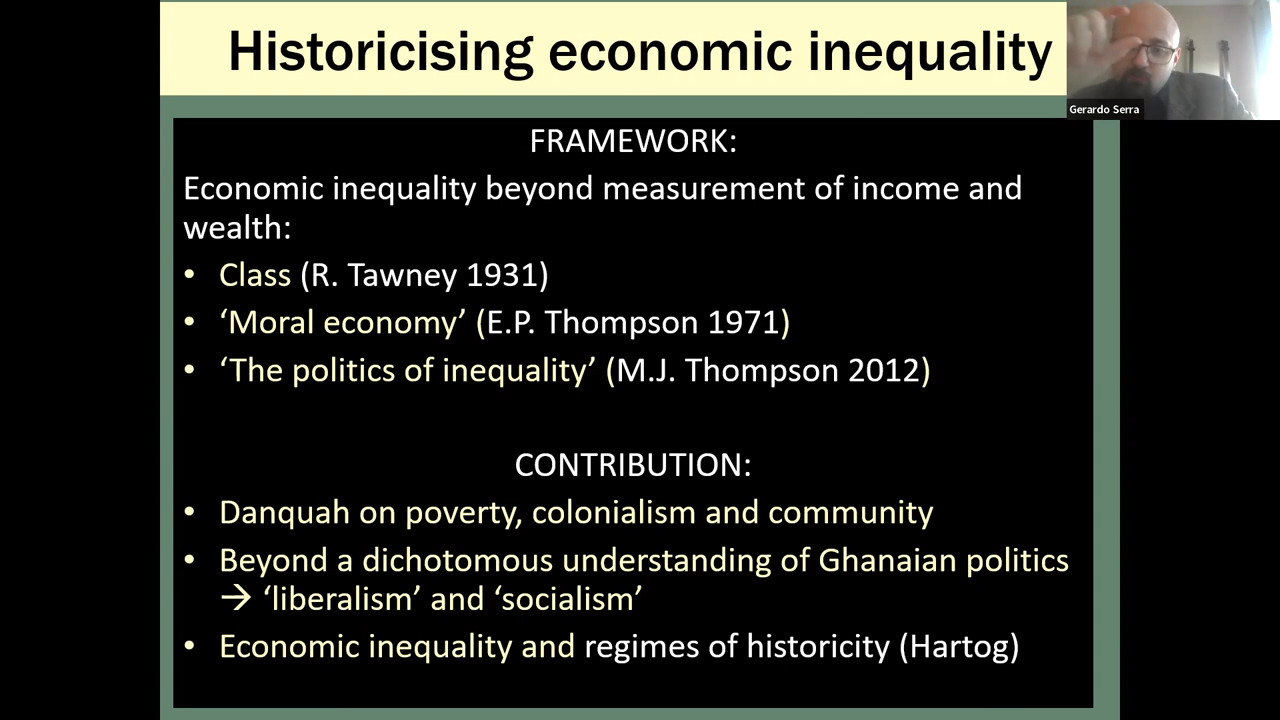 Historicising economic inequality
Gerardo Serra
FRAMEWORK:
Economic inequality beyond measurement of income and
wealth:
• Class (R. Tawney 1931)
• ‘Moral economy’ (E.P. Thompson 1971)
• ‘The politics of inequality’ (M.J. Thompson 2012)
CONTRIBUTION:
• Danquah on poverty, colonialism and community
• Beyond a dichotomous understanding of Ghanaian politics
→ ‘liberalism’ and ‘socialism’
• Economic inequality and regimes of historicity (Hartog)